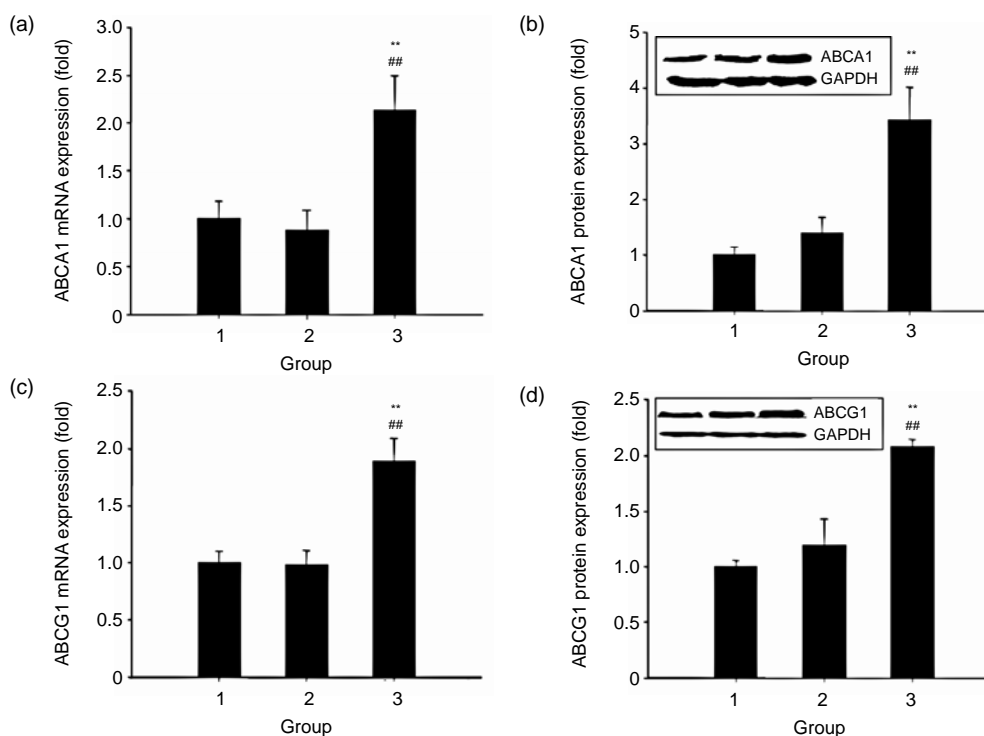 (a)
ABCA1 mRNA expression (fold)
3.0
2.5
2.0
1.5
1.0
0.5
0
**
##
1 2 3
Group
(b)
ABCA1 protein expression (fold)
5
4
3
2
1
0
ABCA1
GAPDH
**
##
1 2 3
Group
(c)
ABCG1 mRNA expression (fold)
2.5
2.0
1.5
1.0
0.5
0
**
##
1 2 3
Group
(d)
ABCG1 protein expression (fold)
2.5
2.0
1.5
1.0
0.5
0
ABCG1
GAPDH
**
##
1 2 3
Group